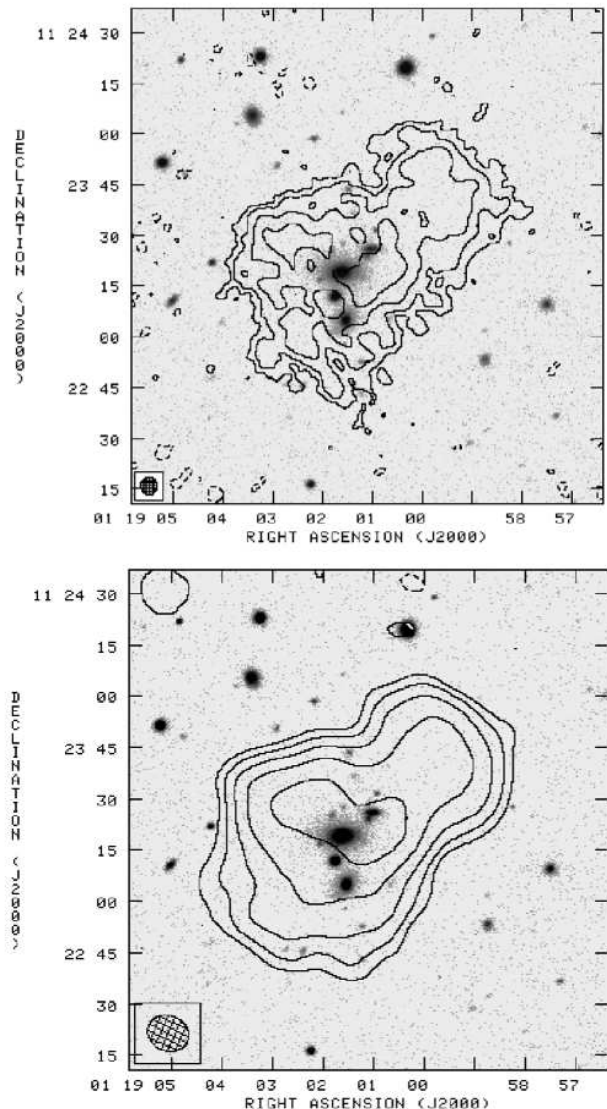 11 24 30
15
00
23 45
30
15
00
22 45
30
15
DECLINATION (J2000)
01 19 05 04 03 02 01 00 58 57
RIGHT ASCENSION (J2000)
11 24 30
15
00
23 45
30
15
00
22 45
30
15
DECLINATION (J2000)
01 19 05 04 03 02 01 00 58 57
RIGHT ASCENSION (J2000)